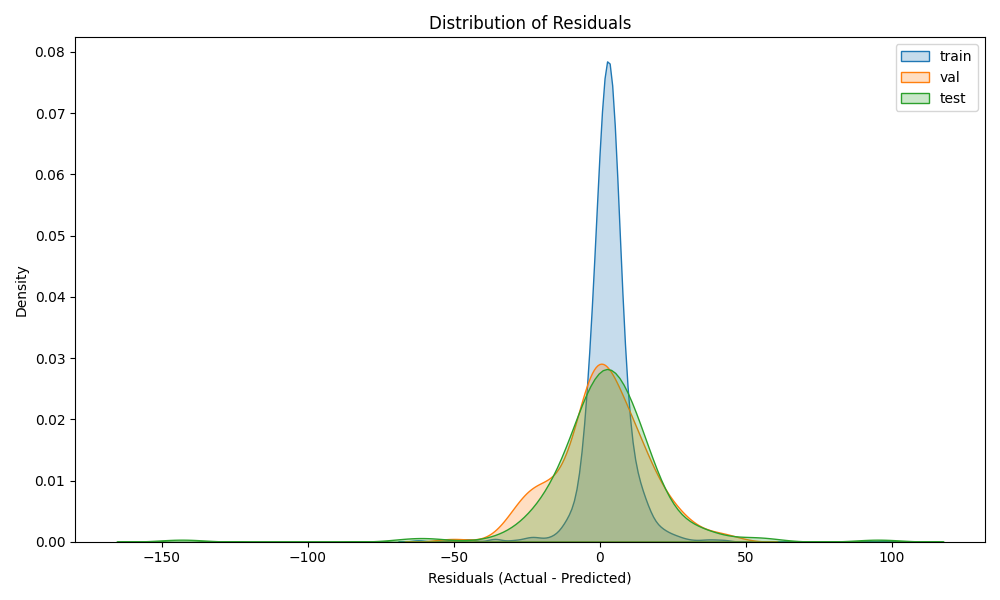 Distribution of Residuals
0.08
0.07
0.06
0.05
0.04
0.03
0.02
0.01
0.00
Density
train
val
test
−150
−100
−50
0
50
100
Residuals (Actual - Predicted)